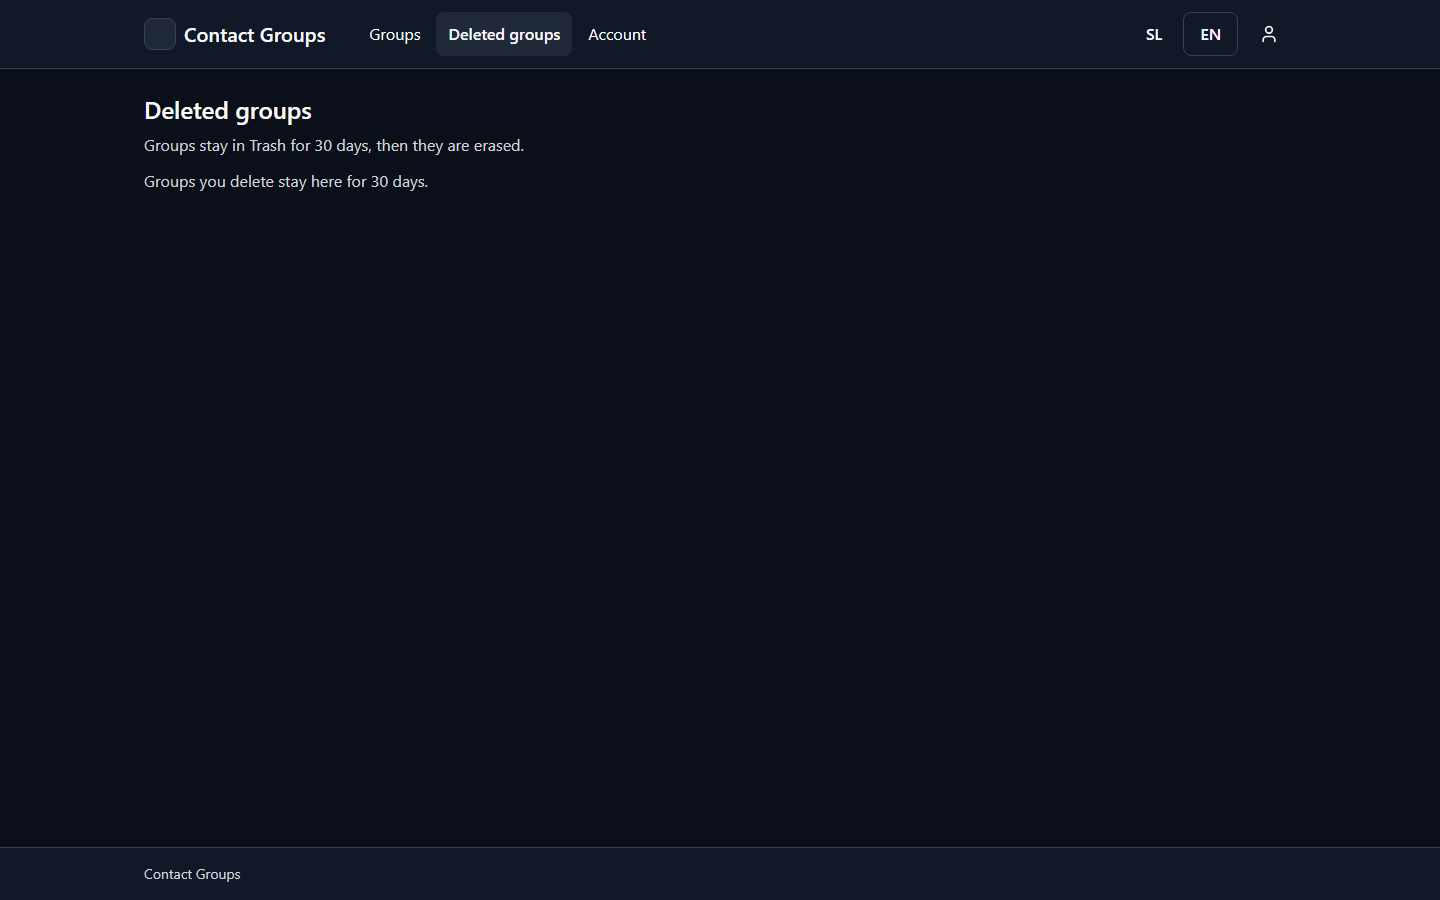 Contact Groups
Groups
Deleted groups
Account
SL
EN
Deleted groups
Groups stay in Trash for 30 days, then they are erased.
Groups you delete stay here for 30 days.
Contact Groups